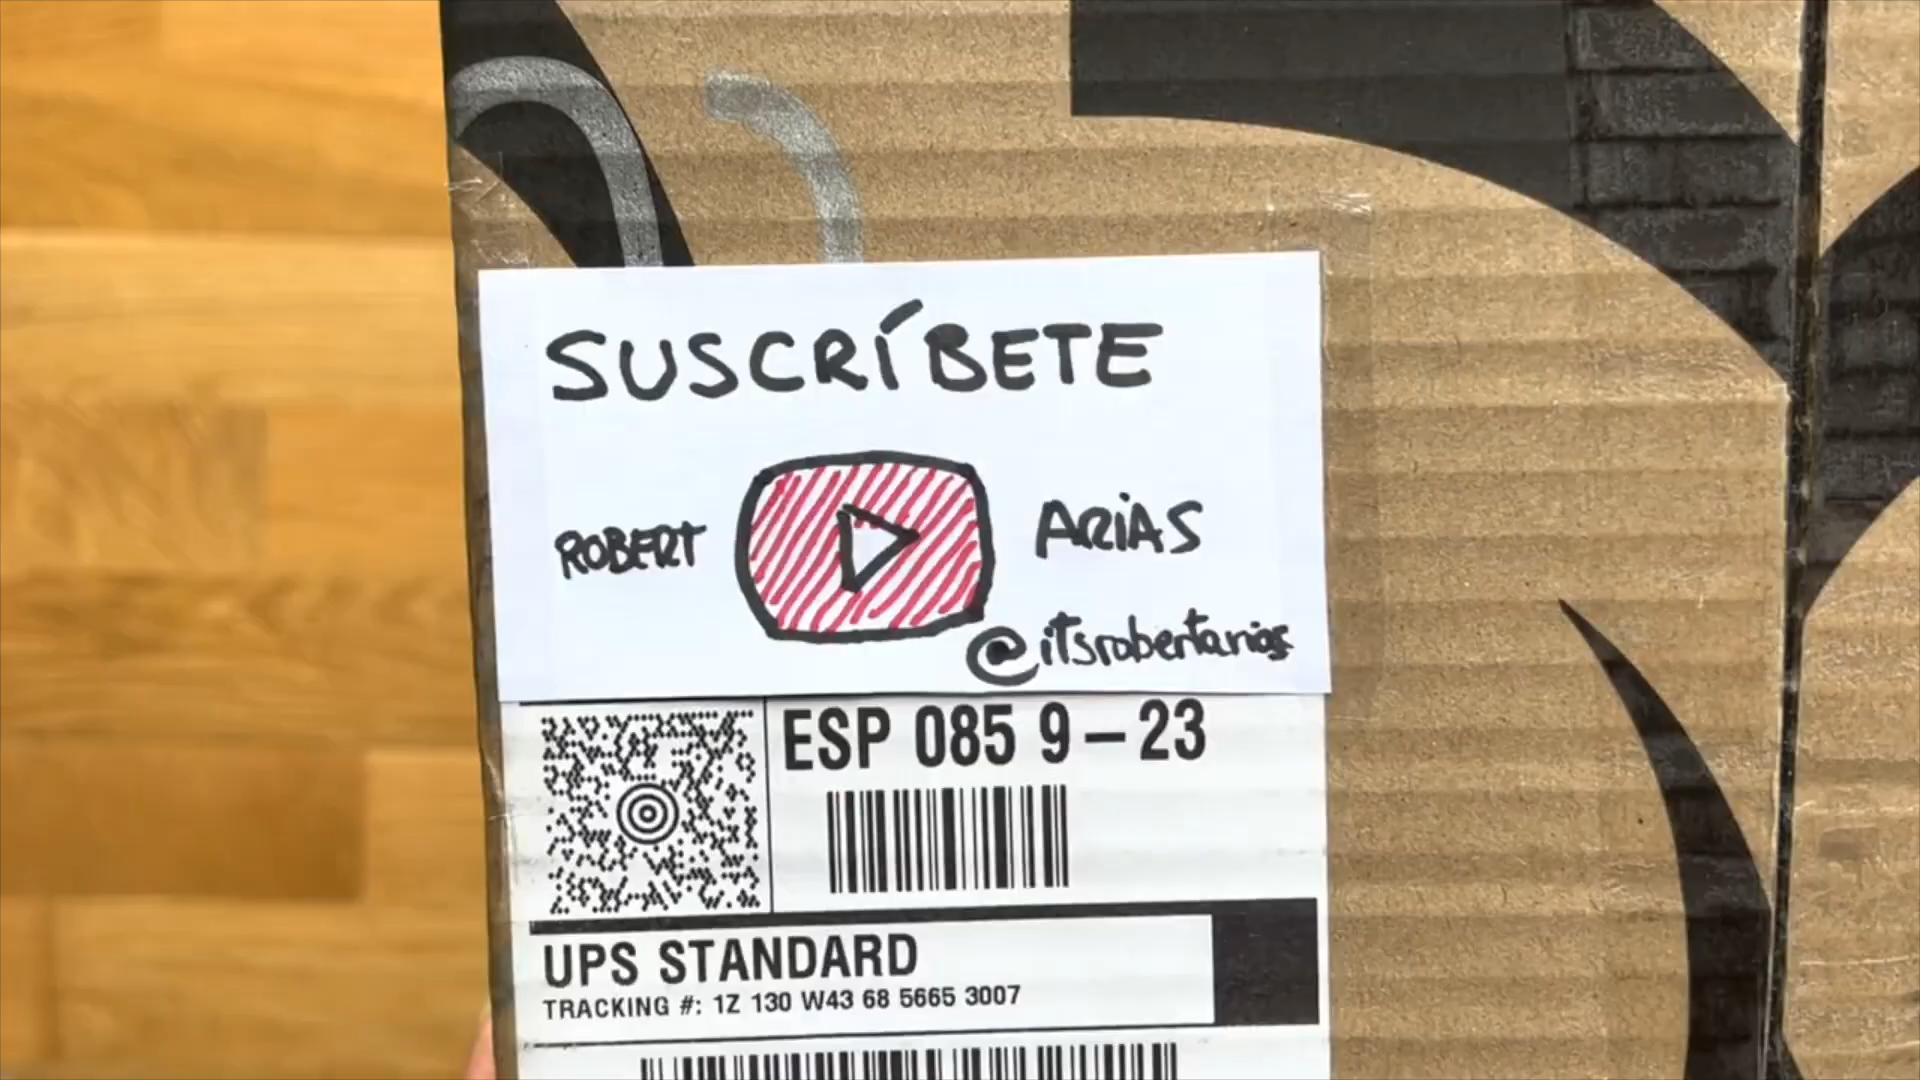 SUSCRÍBETE
ROBERT ARIAS
@itsrobertarias
ESP 085 9-23
UPS STANDARD
TRACKING #: 1Z 130 W43 68 5665 3007